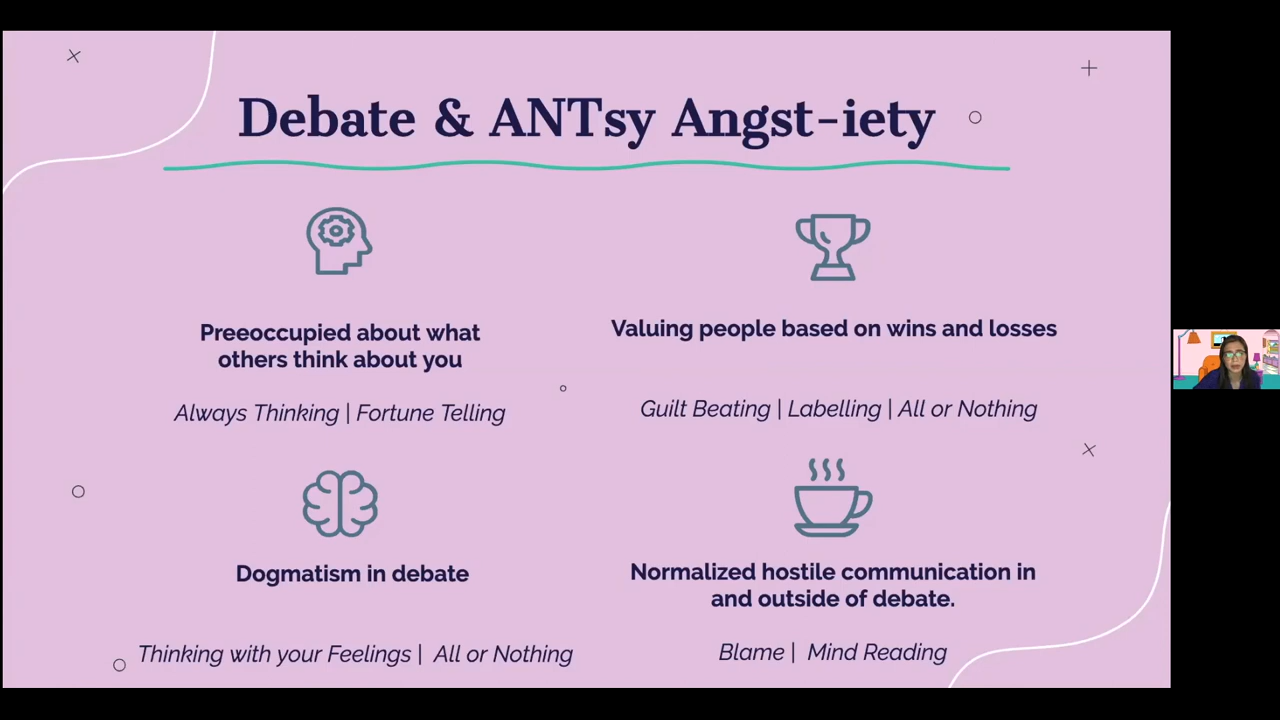 Debate & ANTsy Angst-iety
Preeoccupied about what
others think about you
Always Thinking | Fortune Telling
Valuing people based on wins and losses
Guilt Beating | Labelling | All or Nothing
Dogmatism in debate
Thinking with your Feelings |  All or Nothing
Normalized hostile communication in
and outside of debate.
Blame |  Mind Reading